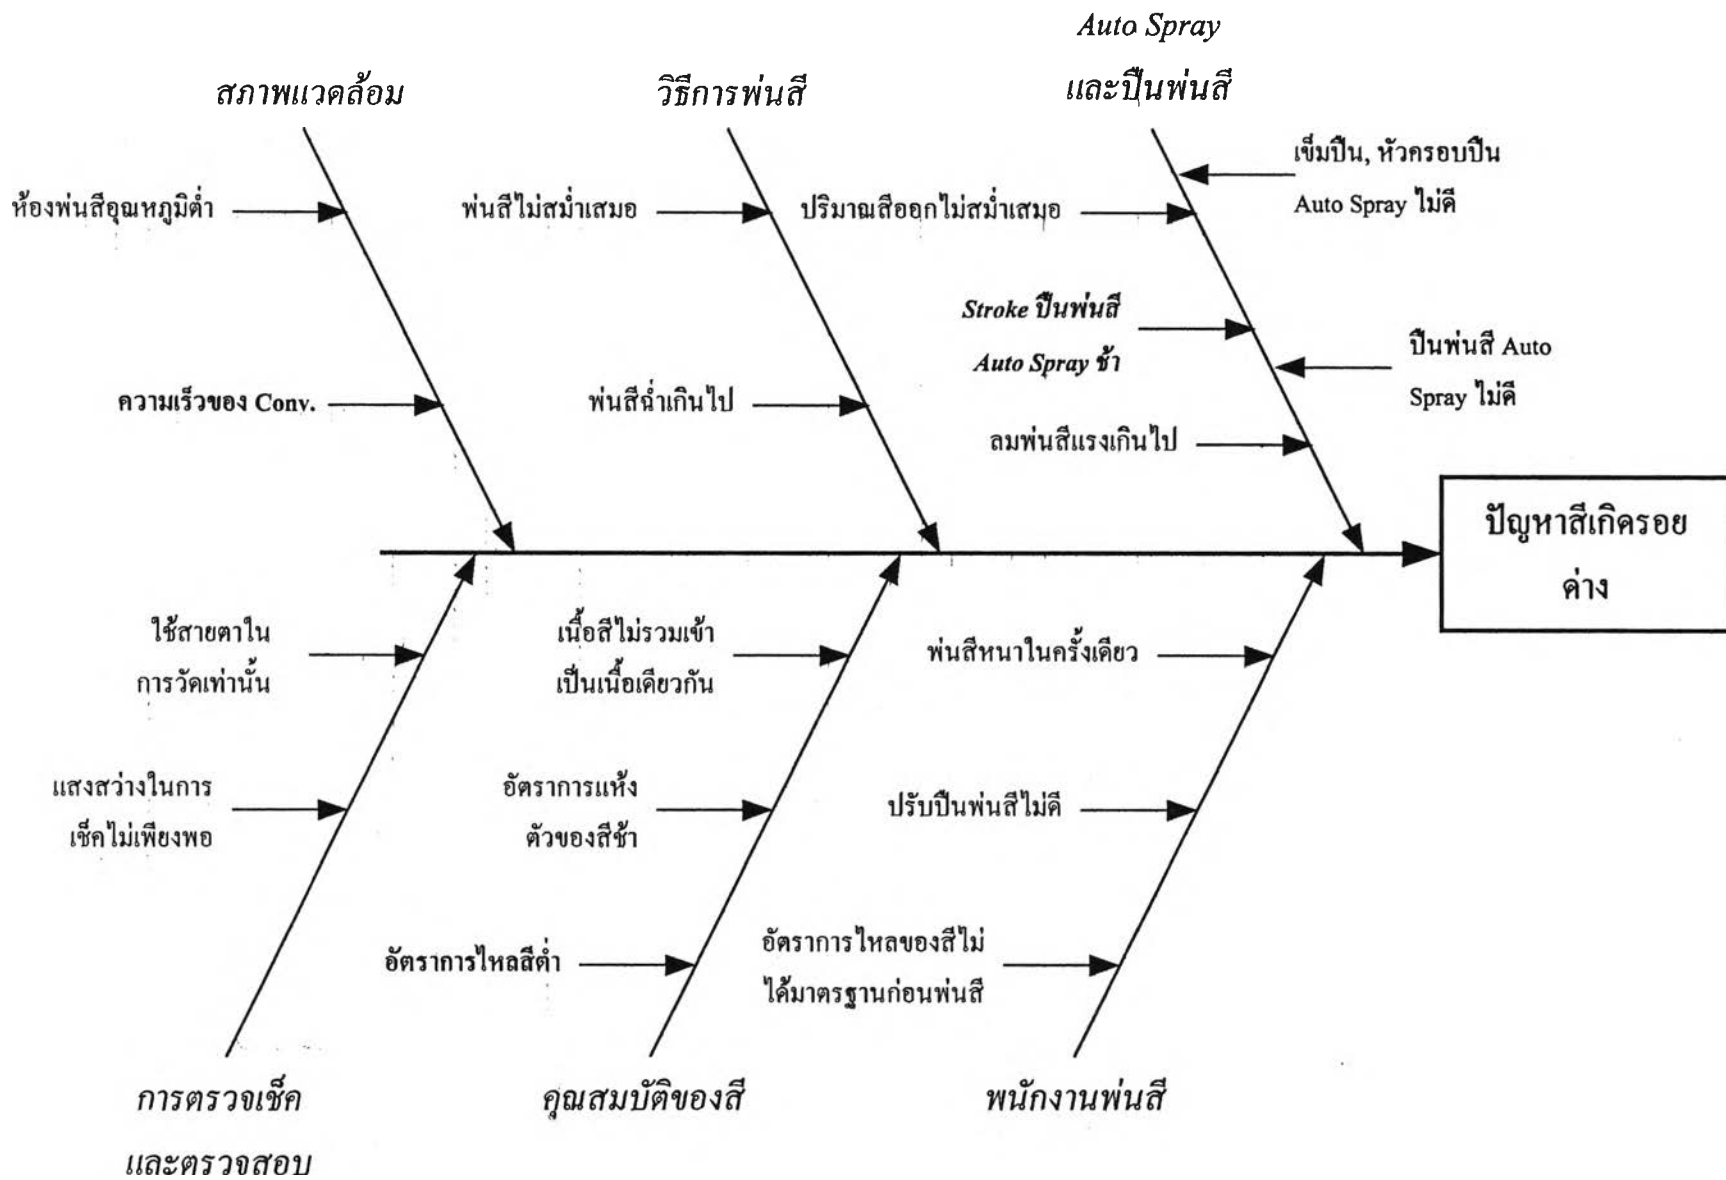 Auto Spray
และปืนพ่นสี
สภาพแวดล้อม
วิธีการพ่นสี
เข็มปืน, หัวครอบปืน
Auto Spray ไม่ดี
ห้องพ่นสีอุณหภูมิต่ำ
พ่นสีไม่สม่ำเสมอ
ปริมาณสีออกไม่สม่ำเสมอ
Stroke ปืนพ่นสี
Auto Spray ช้า
ปืนพ่นสี Auto
Spray ไม่ดี
ความเร็วของ Conv.
พ่นสีฉ่ำเกินไป
ลมพ่นสีแรงเกินไป
ปัญหาสีเกิดรอย
ด่าง
ใช้สายตาใน
การวัดเท่านั้น
เนื้อสีไม่รวมเข้า
เป็นเนื้อเดียวกัน
พ่นสีหนาในครั้งเดียว
แสงสว่างในการ
เช็คไม่เพียงพอ
อัตราการแห้ง
ตัวของสีช้า
ปรับปืนพ่นสีไม่ดี
อัตราการไหลสีต่ำ
อัตราการไหลของสีไม่
ได้มาตรฐานก่อนพ่นสี
การตรวจเช็ค
และตรวจสอบ
คุณสมบัติของสี
พนักงานพ่นสี